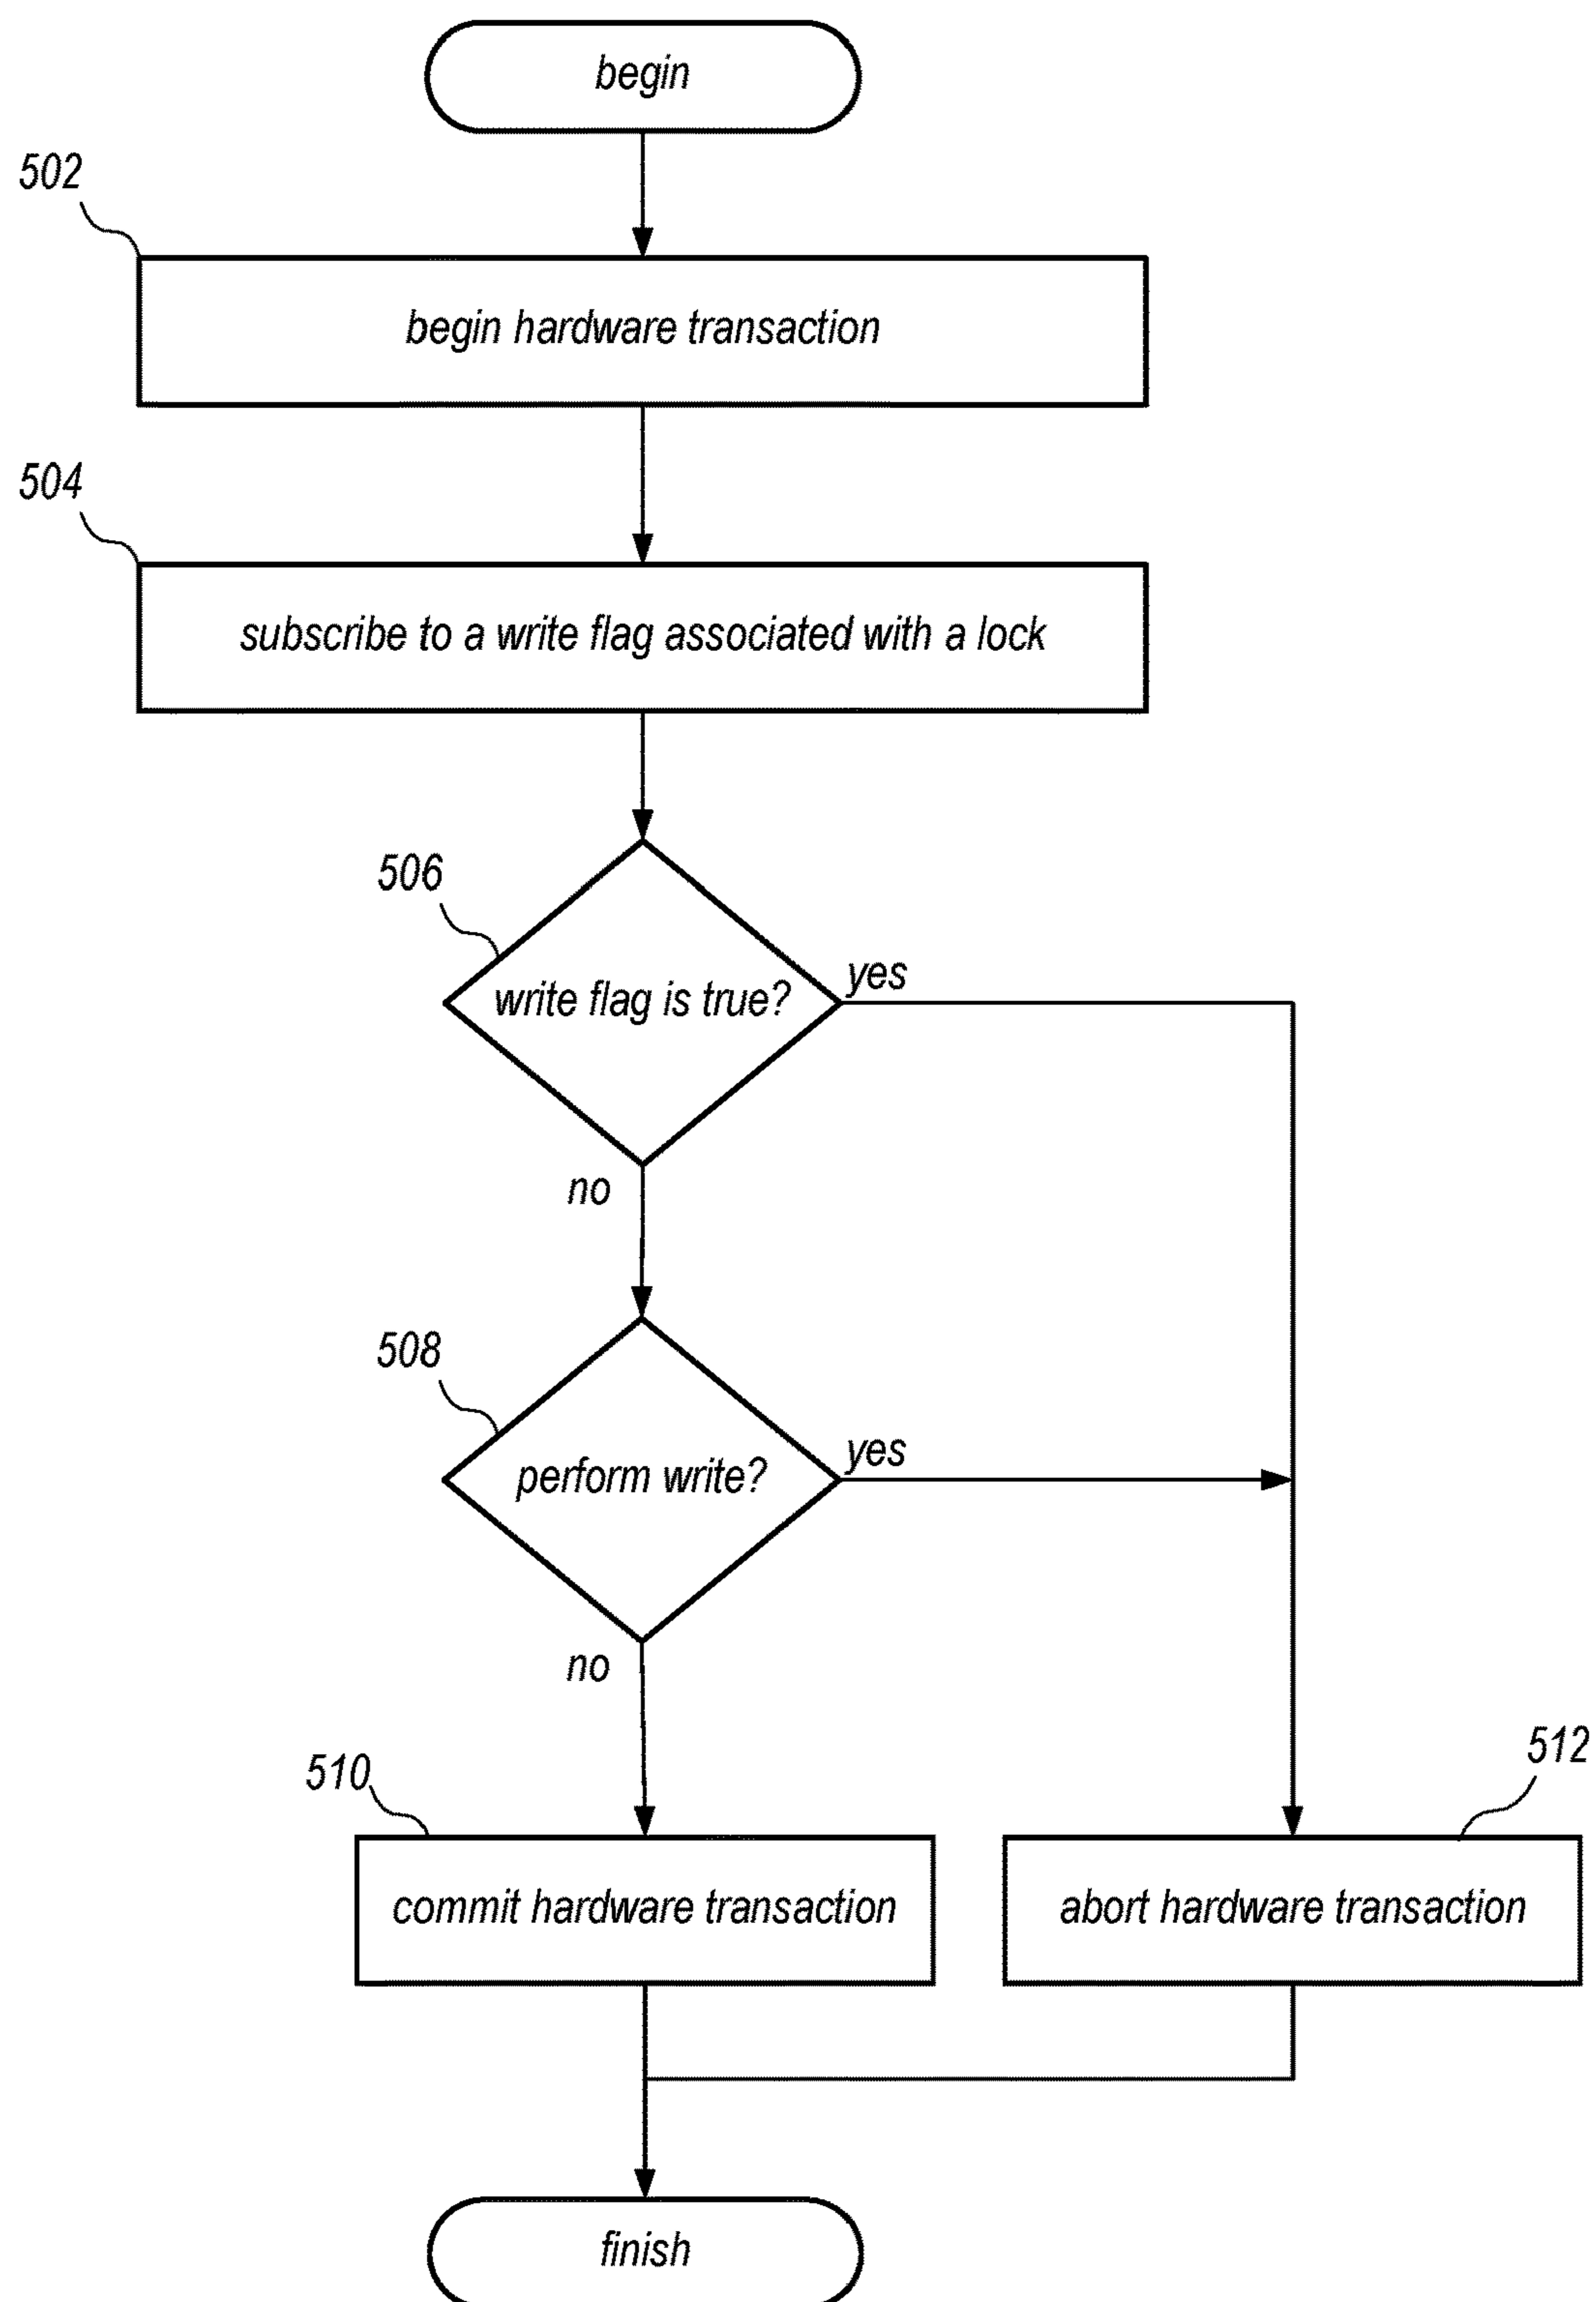 begin
502
begin hardware transaction
504
subscribe to a write flag associated with a lock
506
write flag is true?
yes
no
508
perform write?
yes
no
510
commit hardware transaction
512
abort hardware transaction
finish